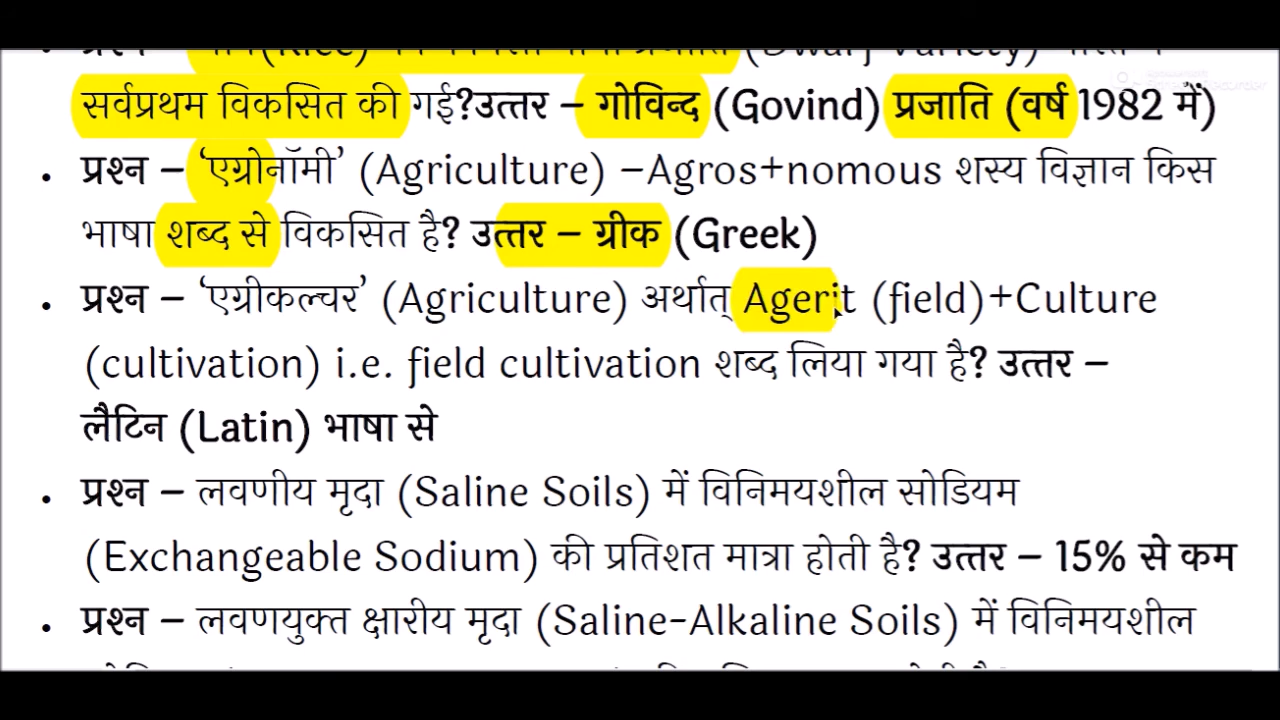 सर्वप्रथम विकसित की गई?उत्तर – गोविन्द (Govind) प्रजाति (वर्ष 1982 में)
• प्रश्न – ‘एग्रोनॉमी’ (Agriculture) –Agros+nomous शस्य विज्ञान किस
भाषा शब्द से विकसित है? उत्तर – ग्रीक (Greek)
• प्रश्न – ‘एग्रीकल्चर’ (Agriculture) अर्थात् Agerit (field)+Culture
(cultivation) i.e. field cultivation शब्द लिया गया है? उत्तर –
लैटिन (Latin) भाषा से
• प्रश्न – लवणीय मृदा (Saline Soils) में विनिमयशील सोडियम
(Exchangeable Sodium) की प्रतिशत मात्रा होती है? उत्तर – 15% से कम
• प्रश्न – लवणयुक्त क्षारीय मृदा (Saline-Alkaline Soils) में विनिमयशील